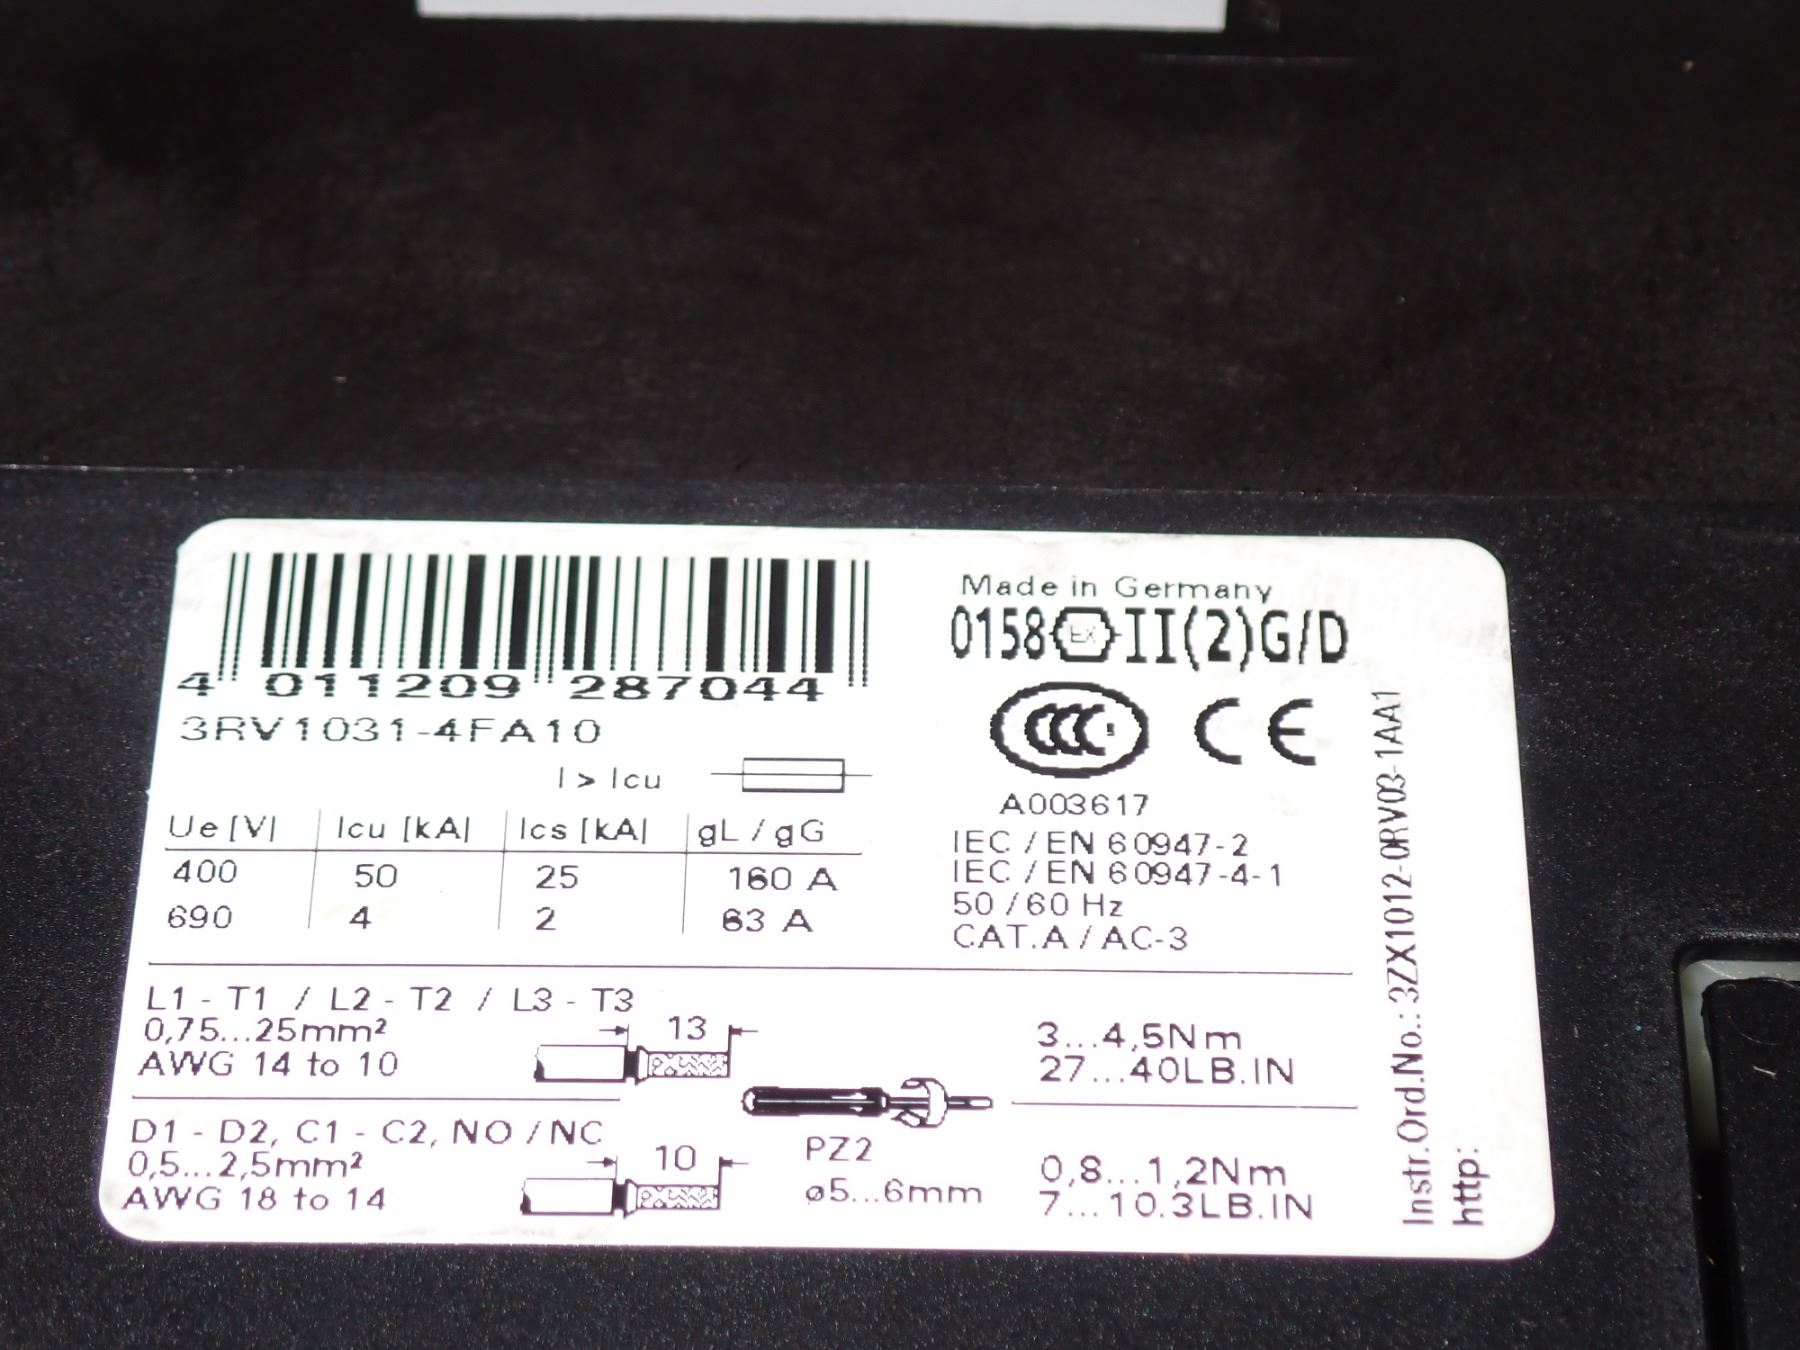 4 011209 287044
3RV1031-4FA10
I > Icu
Ue [V] Icu [kA] Ics [kA] gL / gG
400 50 25 160 A
690 4 2 63 A
Made in Germany
0158 EX II(2)G/D
CCC CE
A003617
IEC / EN 60947-2
IEC / EN 60947-4-1
50 / 60 Hz
CAT.A / AC-3
L1 - T1 / L2 - T2 / L3 - T3
0,75...25mm²
AWG 14 to 10
13
3...4,5Nm
27...40LB.IN
D1 - D2, C1 - C2, NO / NC
0,5...2,5mm²
AWG 18 to 14
10
PZ2
ø5...6mm
0,8...1,2Nm
7...10.3LB.IN
Instr.Ord.No.: 3ZX1012-0RV03-1AA1
http: